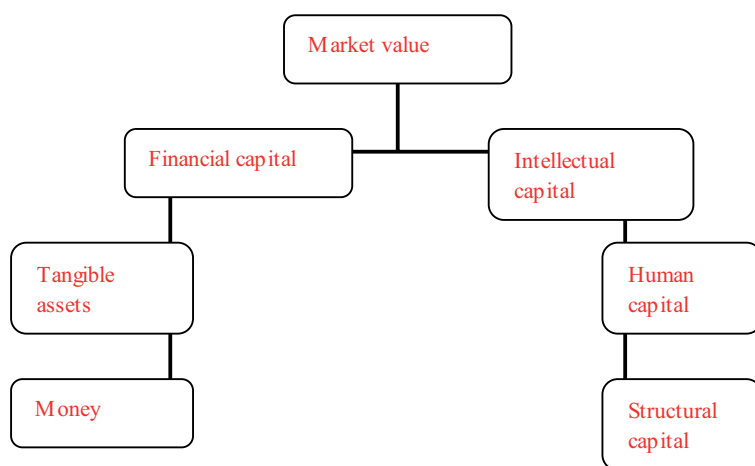 Market value
Financial capital
Intellectual
capital
Tangible
assets
Human
capital
Money
Structural
capital